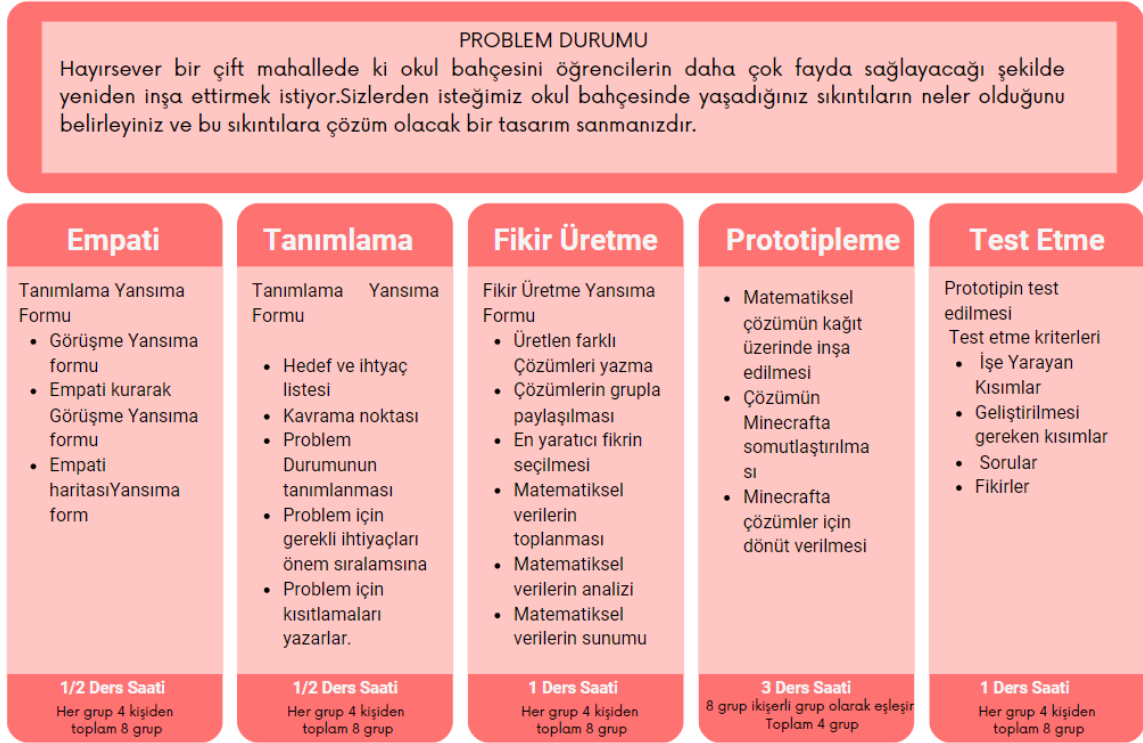 PROBLEM DURUMU
Hayırsever bir çift mahallede ki okul bahçesini öğrencilerin daha çok fayda sağlayacağı şekilde
yeniden inşa ettirmek istiyor.Sizlerden isteğimiz okul bahçesinde yaşadığınız sıkıntıların neler olduğunu
belirleyiniz ve bu sıkıntılara çözüm olacak bir tasarım sanmanızdır.
Empati
Tanımlama Yansıma
Formu
• Görüşme Yansıma
formu
• Empati kurarak
Görüşme Yansıma
formu
• Empati
haritasıYansıma
form
1/2 Ders Saati
Her grup 4 kişiden
toplam 8 grup
Tanımlama
Tanımlama Yansıma
Formu
• Hedef ve ihtyaç
listesi
• Kavrama noktası
• Problem
Durumunun
tanımlanması
• Problem için
gerekli ihtiyaçları
önem sıralamsına
• Problem için
kısıtlamaları
yazarlar.
1/2 Ders Saati
Her grup 4 kişiden
toplam 8 grup
Fikir Üretme
Fikir Üretme Yansıma
Formu
• Üretlen farklı
Çözümleri yazma
• Çözümlerin grupla
paylaşılması
• En yaratıcı fikrin
seçilmesi
• Matematiksel
verilerin
toplanması
• Matematiksel
verilerin analizi
• Matematiksel
verilerin sunumu
1 Ders Saati
Her grup 4 kişiden
toplam 8 grup
Prototipleme
• Matematiksel
çözümün kağıt
üzerinde inşa
edilmesi
• Çözümün
Minecrafta
somutlaştırılma
sı
• Minecrafta
çözümler için
dönüt verilmesi
3 Ders Saati
8 grup ikişerli grup olarak eşleşir
Toplam 4 grup
Test Etme
Prototipin test
edilmesi
Test etme kriterleri
• İşe Yarayan
Kısımlar
• Geliştirilmesi
gereken kısımlar
• Sorular
• Fikirler
1 Ders Saati
Her grup 4 kişiden
toplam 8 grup